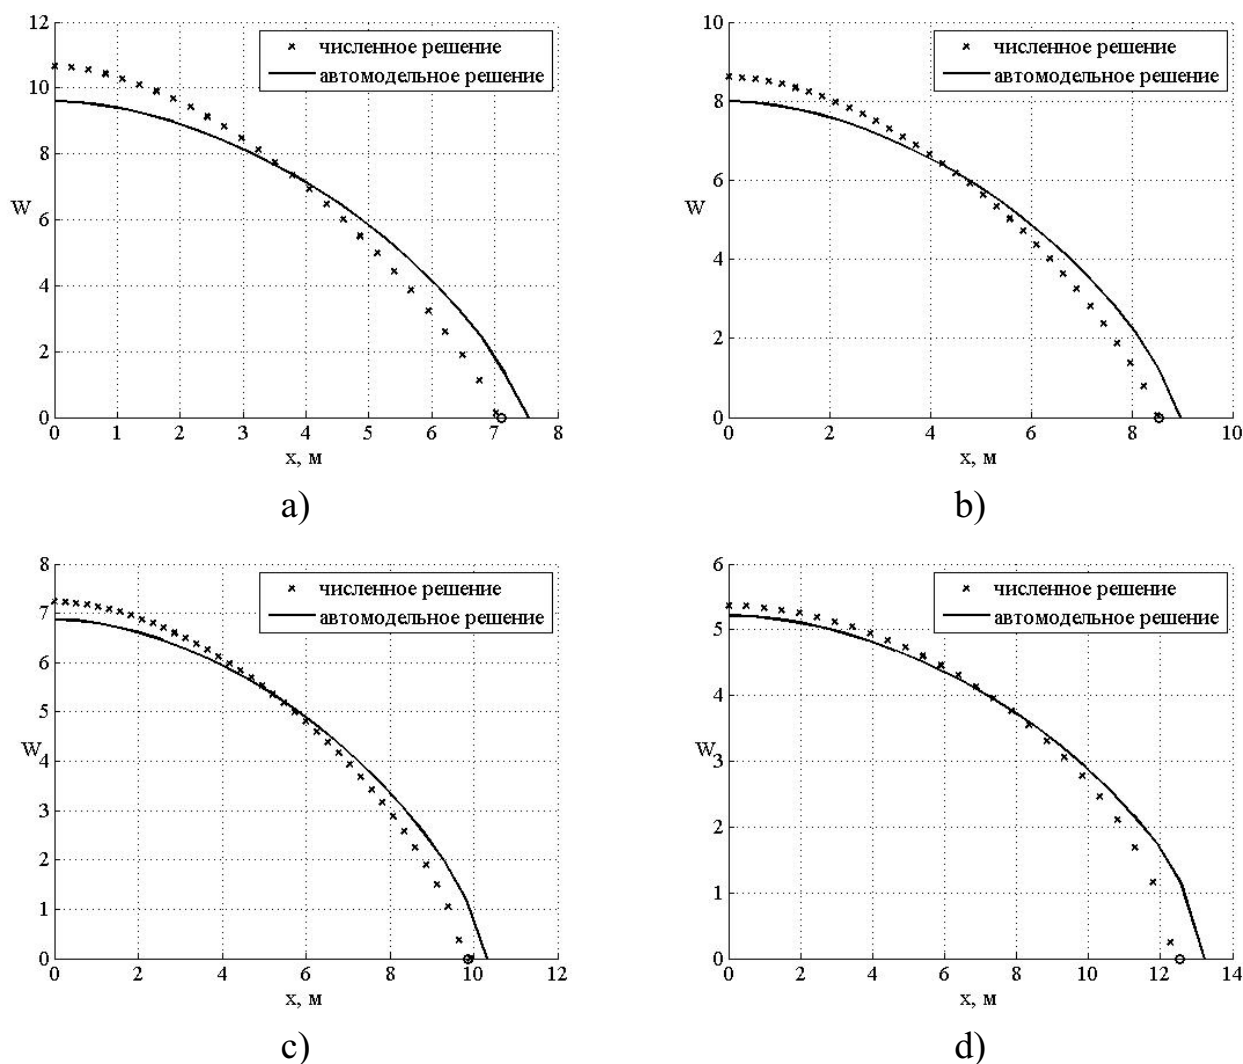 12
10
8
6
4
2
0
W
численное решение
автомодельное решение
0 1 2 3 4 5 6 7 8
x, м
a)
10
8
6
4
2
0
W
численное решение
автомодельное решение
0 2 4 6 8 10
x, м
b)
8
7
6
5
4
3
2
1
0
W
численное решение
автомодельное решение
0 2 4 6 8 10 12
x, м
c)
6
5
4
3
2
1
0
W
численное решение
автомодельное решение
0 2 4 6 8 10 12 14
x, м
d)